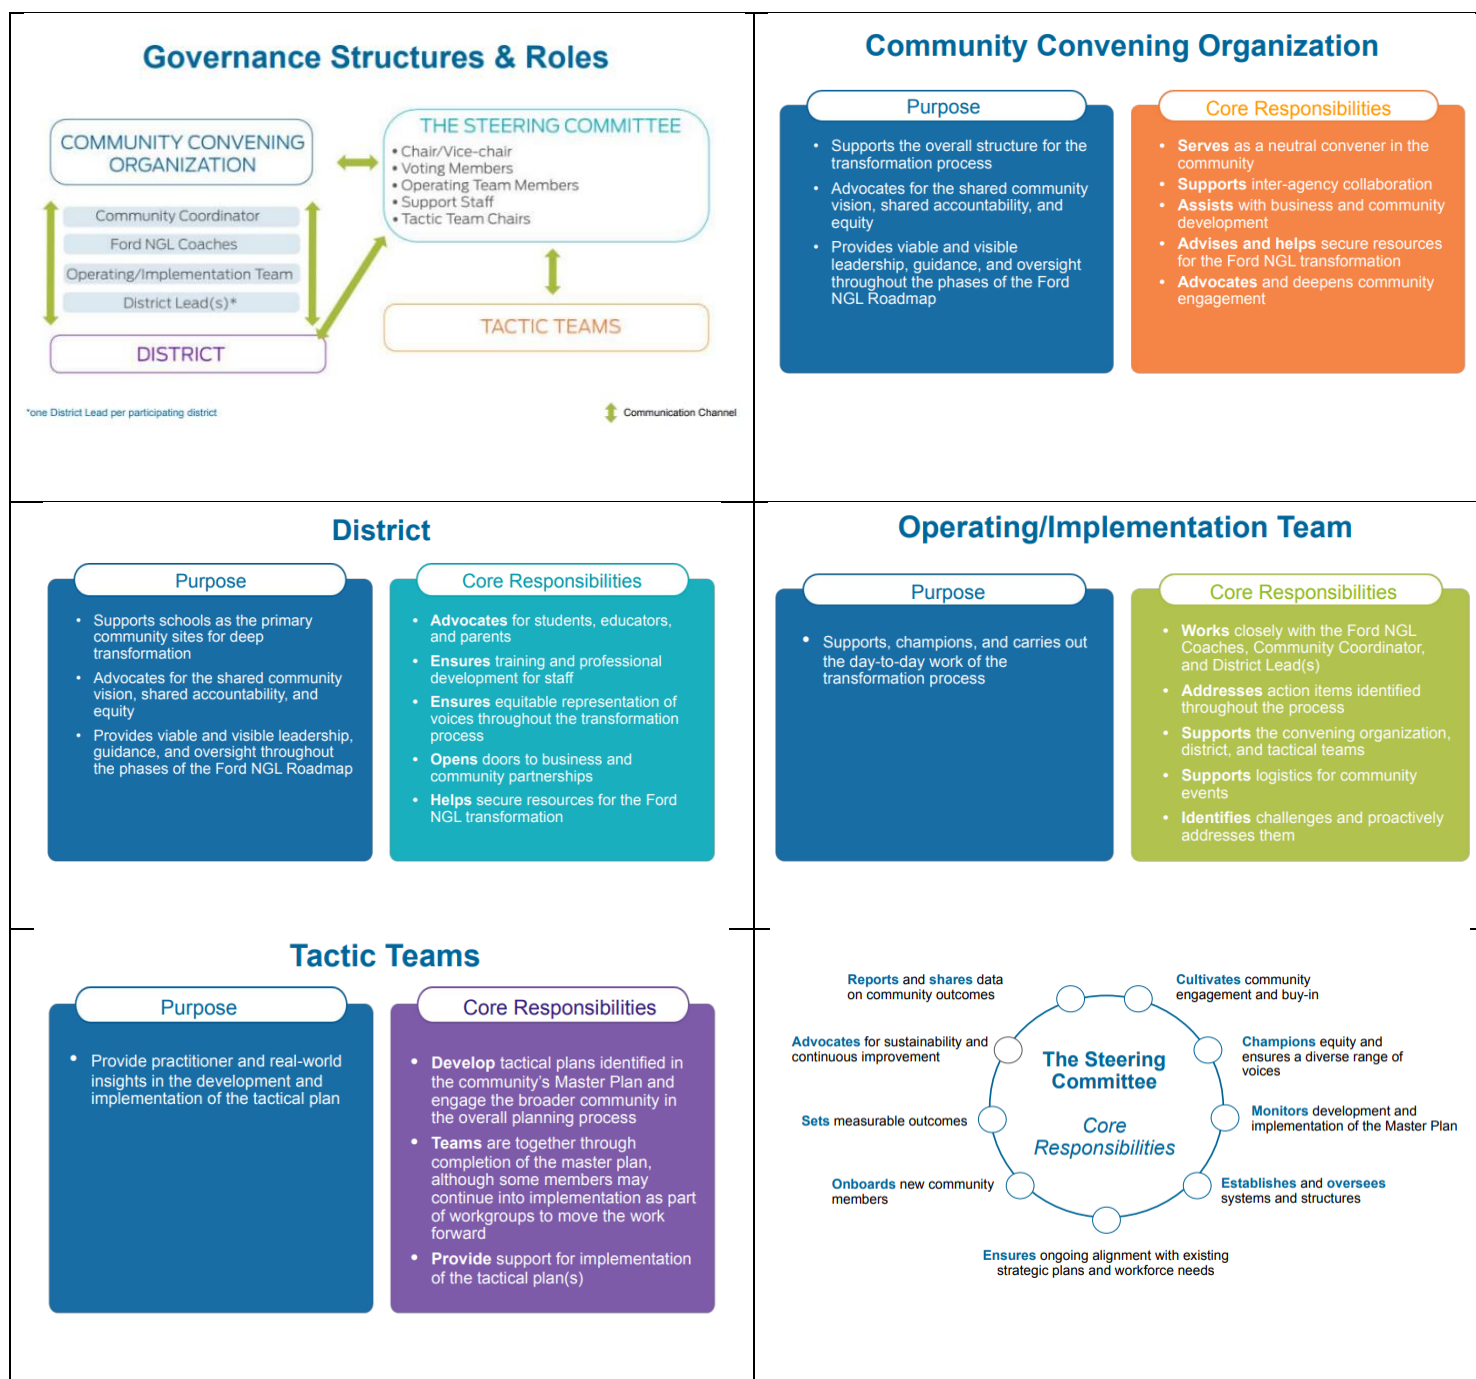 Governance Structures & Roles
COMMUNITY CONVENING
ORGANIZATION
Community Coordinator
Ford NGL Coaches
Operating/Implementation Team
District Lead(s)*
DISTRICT
THE STEERING COMMITTEE
• Chair/Vice-chair
• Voting Members
• Operating Team Members
• Support Staff
• Tactic Team Chairs
TACTIC TEAMS
*one District Lead per participating district
Communication Channel
Community Convening Organization
Purpose
• Supports the overall structure for the
transformation process
• Advocates for the shared community
vision, shared accountability, and
equity
• Provides viable and visible
leadership, guidance, and oversight
throughout the phases of the Ford
NGL Roadmap
Core Responsibilities
• Serves as a neutral convener in the
community
• Supports inter-agency collaboration
• Assists with business and community
development
• Advises and helps secure resources
for the Ford NGL transformation
• Advocates and deepens community
engagement
District
Purpose
• Supports schools as the primary
community sites for deep
transformation
• Advocates for the shared community
vision, shared accountability, and
equity
• Provides viable and visible leadership,
guidance, and oversight throughout
the phases of the Ford NGL Roadmap
Core Responsibilities
• Advocates for students, educators,
and parents
• Ensures training and professional
development for staff
• Ensures equitable representation of
voices throughout the transformation
process
• Opens doors to business and
community partnerships
• Helps secure resources for the Ford
NGL transformation
Operating/Implementation Team
Purpose
• Supports, champions, and carries out
the day-to-day work of the
transformation process
Core Responsibilities
• Works closely with the Ford NGL
Coaches, Community Coordinator,
and District Lead(s)
• Addresses action items identified
throughout the process
• Supports the convening organization,
district, and tactical teams
• Supports logistics for community
events
• Identifies challenges and proactively
addresses them
Tactic Teams
Purpose
• Provide practitioner and real-world
insights in the development and
implementation of the tactical plan
Core Responsibilities
• Develop tactical plans identified in
the community's Master Plan and
engage the broader community in
the overall planning process
• Teams are together through
completion of the master plan,
although some members may
continue into implementation as part
of workgroups to move the work
forward
• Provide support for implementation
of the tactical plan(s)
The Steering
Committee
Core
Responsibilities
Cultivates community
engagement and buy-in
Champions equity and
ensures a diverse range of
voices
Monitors development and
implementation of the Master Plan
Establishes and oversees
systems and structures
Ensures ongoing alignment with existing
strategic plans and workforce needs
Onboards new community
members
Sets measurable outcomes
Advocates for sustainability and
continuous improvement
Reports and shares data
on community outcomes